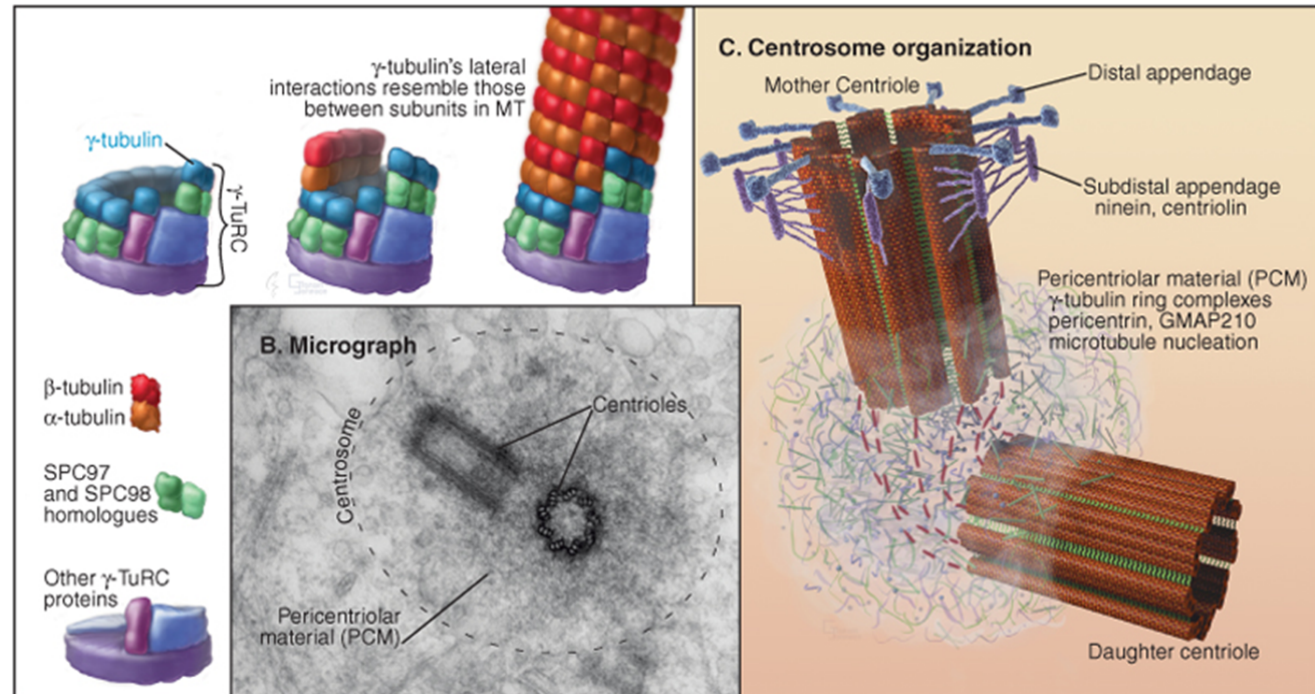 γ-tubulin
γ-TuRC
γ-tubulin's lateral
interactions resemble those
between subunits in MT
β-tubulin
α-tubulin
SPC97
and SPC98
homologues
Other γ-TuRC
proteins
B. Micrograph
Centrosome
Centrioles
Pericentriolar
material (PCM)
C. Centrosome organization
Mother Centriole
Distal appendage
Subdistal appendage
ninein, centriolin
Pericentriolar material (PCM)
γ-tubulin ring complexes
pericentrin, GMAP210
microtubule nucleation
Daughter centriole